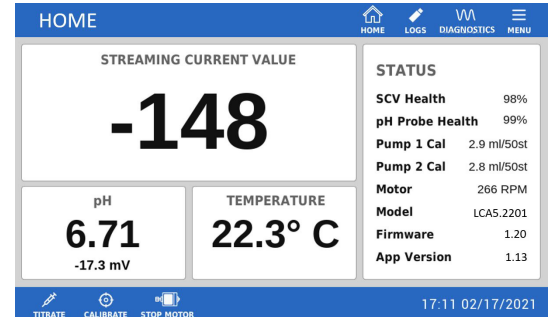 HOME
HOME LOGS DIAGNOSTICS MENU
STREAMING CURRENT VALUE
-148
pH
6.71
-17.3 mV
TEMPERATURE
22.3° C
STATUS
SCV Health 98%
pH Probe Health 99%
Pump 1 Cal 2.9 ml/50st
Pump 2 Cal 2.8 ml/50st
Motor 266 RPM
Model LCA5.2201
Firmware 1.20
App Version 1.13
TITRATE CALIBRATE STOP MOTOR
17:11 02/17/2021